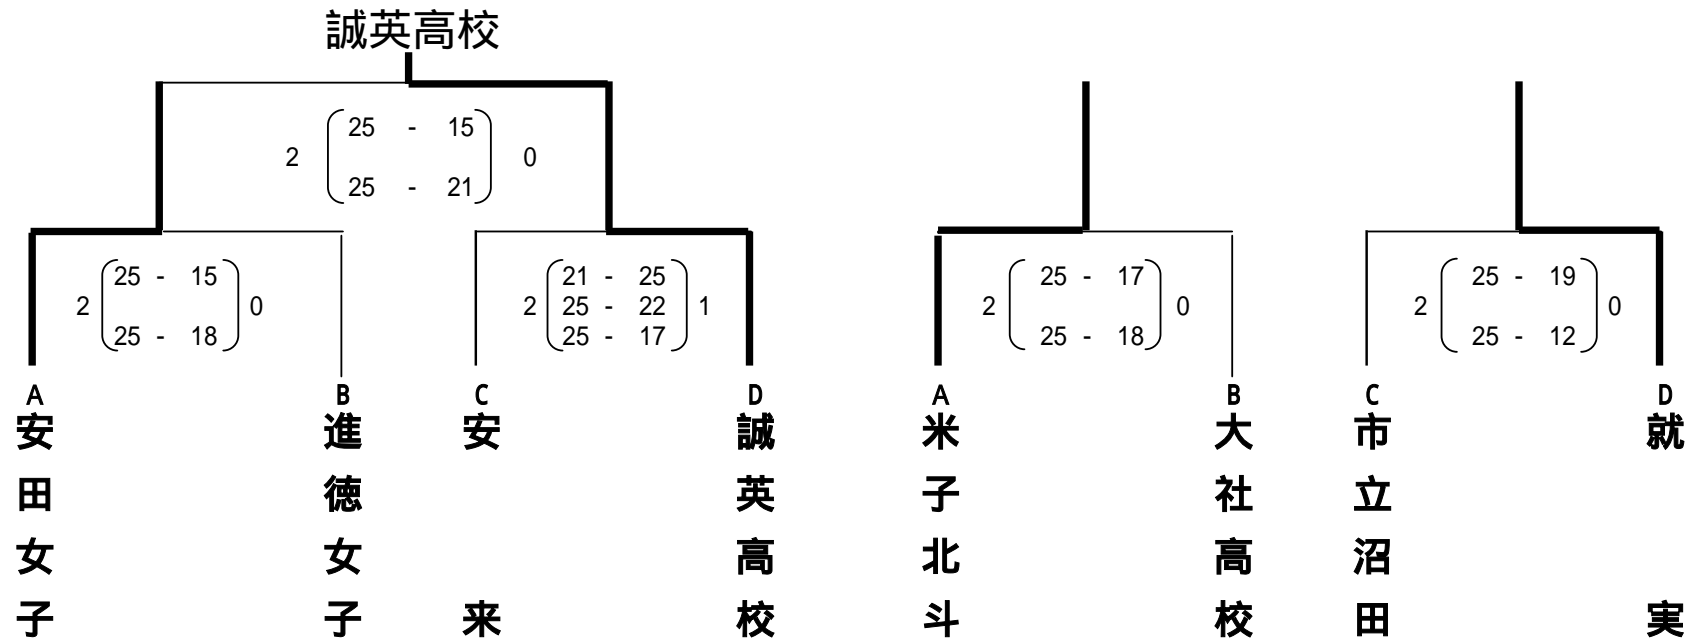 誠英高校
25 - 15
2 0
25 - 21
25 - 15
2 0
25 - 18
21 - 25
2 25 - 22 1
25 - 17
25 - 17
2 0
25 - 18
25 - 19
2 0
25 - 12
A B C D A B C D
安田女子
進徳女子
安来
誠英高校
米子北斗
大社高校
市立沼田
就実